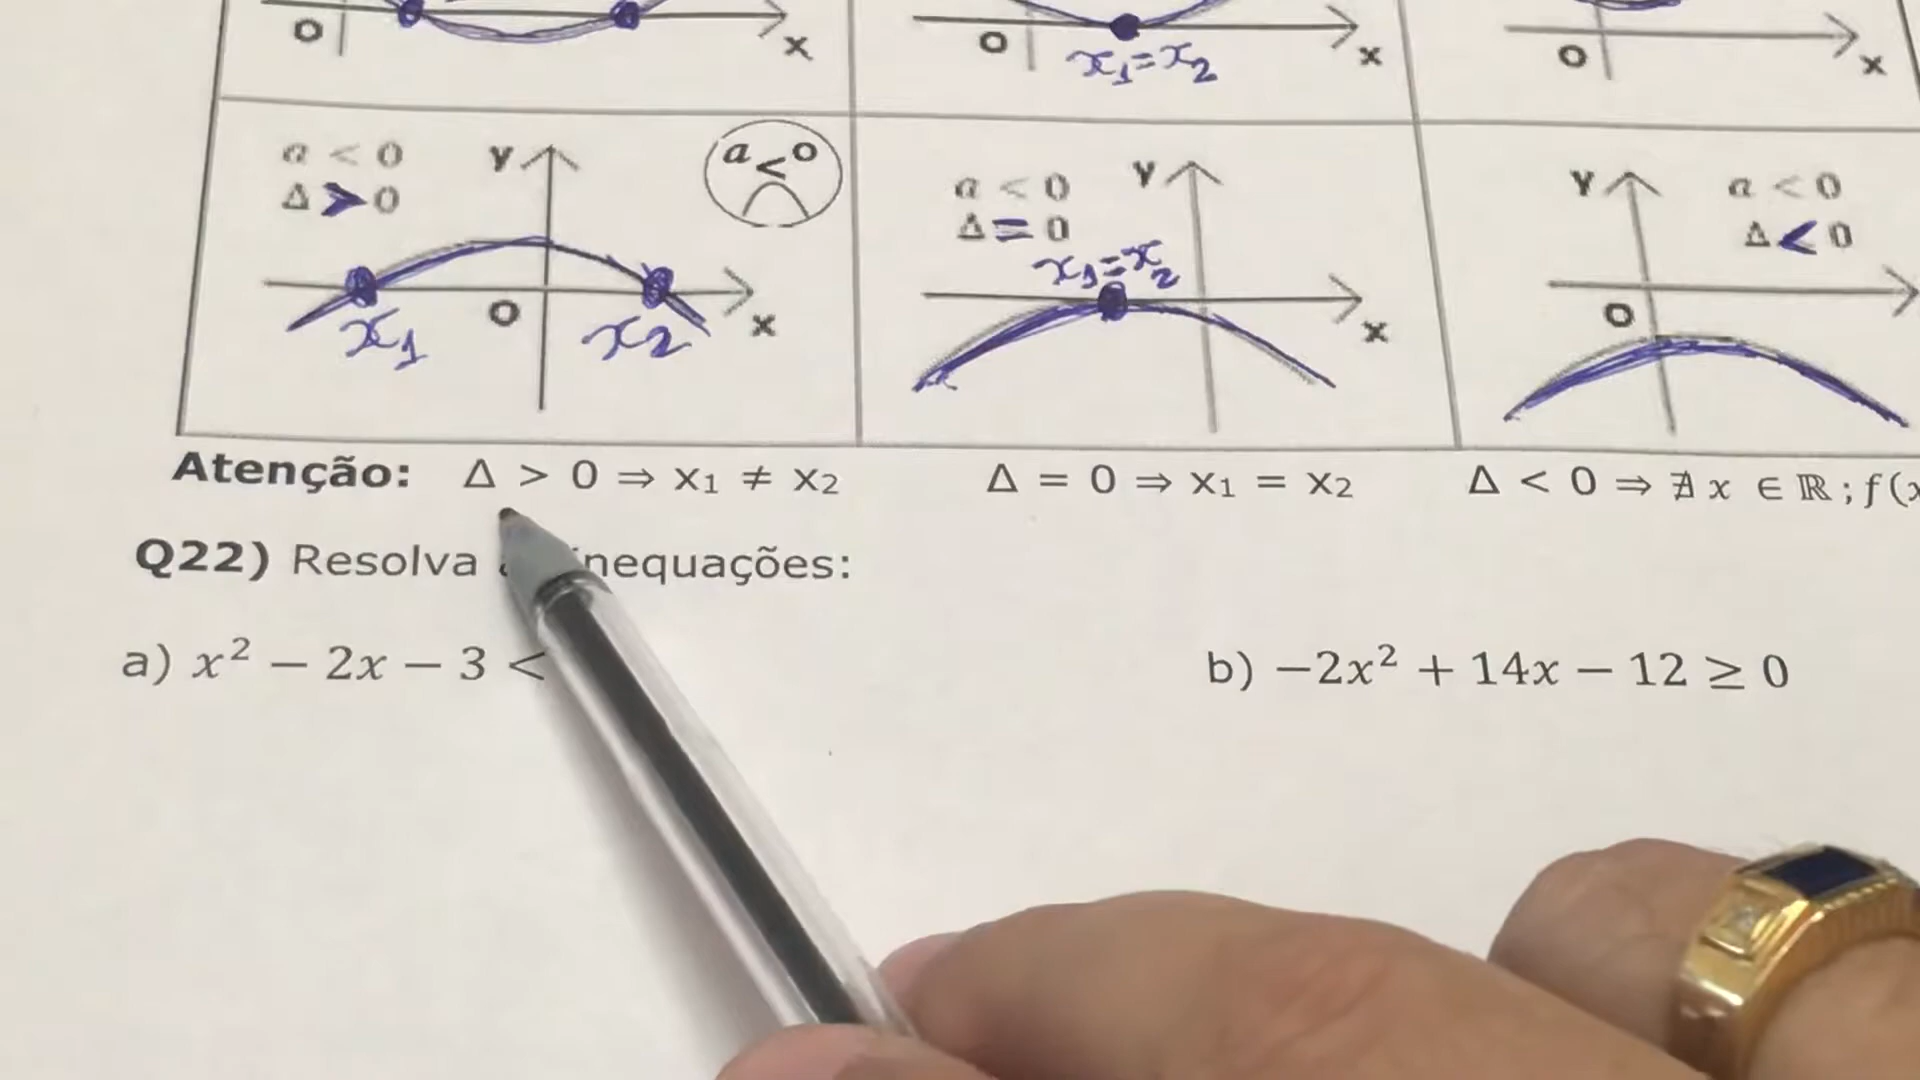 O x
O x₁=x₂ x
O x
a < 0 y a<0
Δ > 0
O x
x₁ x₂
a < 0 y
Δ = 0
x₁=x₂
x
y a < 0
Δ < 0
O
Atenção: Δ > 0 ⇒ x₁ ≠ x₂ Δ = 0 ⇒ x₁ = x₂ Δ < 0 ⇒ ∄ x ∈ ℝ ; f(x
Q22) Resolva nequações:
a) x² − 2x − 3 < b) −2x² + 14x − 12 ≥ 0